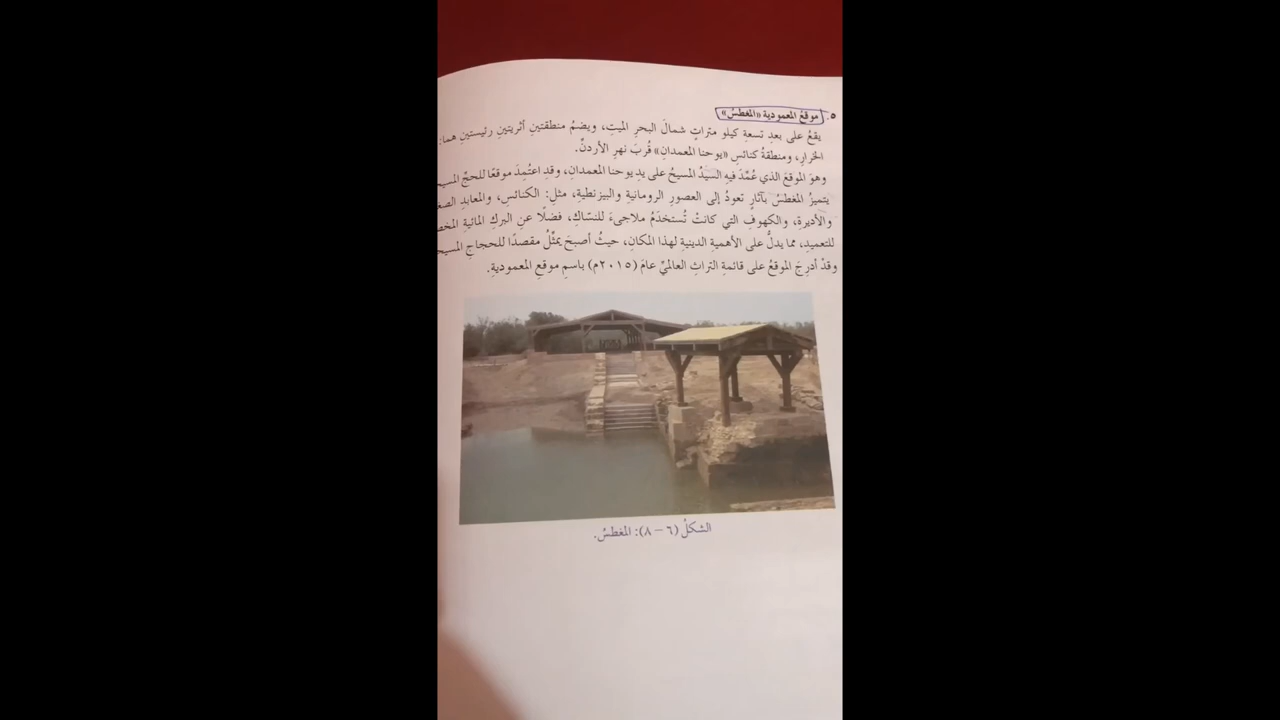 ٥. موقعُ المعمودية «المغطسُ»
يقعُ على بعدِ تسعةِ كيلو متراتٍ شمالَ البحرِ الميتِ، ويضمُ منطقتينِ أثريتينِ رئيستينِ هما:
الخرارِ، ومنطقةُ كنائسِ «يوحنا المعمدانِ» قُربَ نهرِ الأردنِّ.
وهوَ الموقعُ الذي عُمِّدَ فيهِ السيدُ المسيحُ على يدِ يوحنا المعمدانِ، وقدِ اعتُمِدَ موقعًا للحجِّ
يتميزُ المغطسُ بآثارٍ تعودُ إلى العصورِ الرومانيةِ والبيزنطيةِ، مثلِ: الكنائسِ، والمعابدِ
والأديرةِ، والكهوفِ التي كانتْ تُستخدَمُ ملاجىءَ للنسّاكِ، فضلًا عنِ البركِ المائيةِ
للتعميدِ، مما يدلُّ على الأهميةِ الدينيةِ لهذا المكانِ، حيثُ أصبحَ يمثِّلُ مقصدًا للحجاجِ
وقدْ أُدرِجَ الموقعُ على قائمةِ التراثِ العالميِّ عامَ (٢٠١٥م) باسمِ موقعِ المعموديةِ.
الشكلُ (٦ – ٨): المغطسُ.